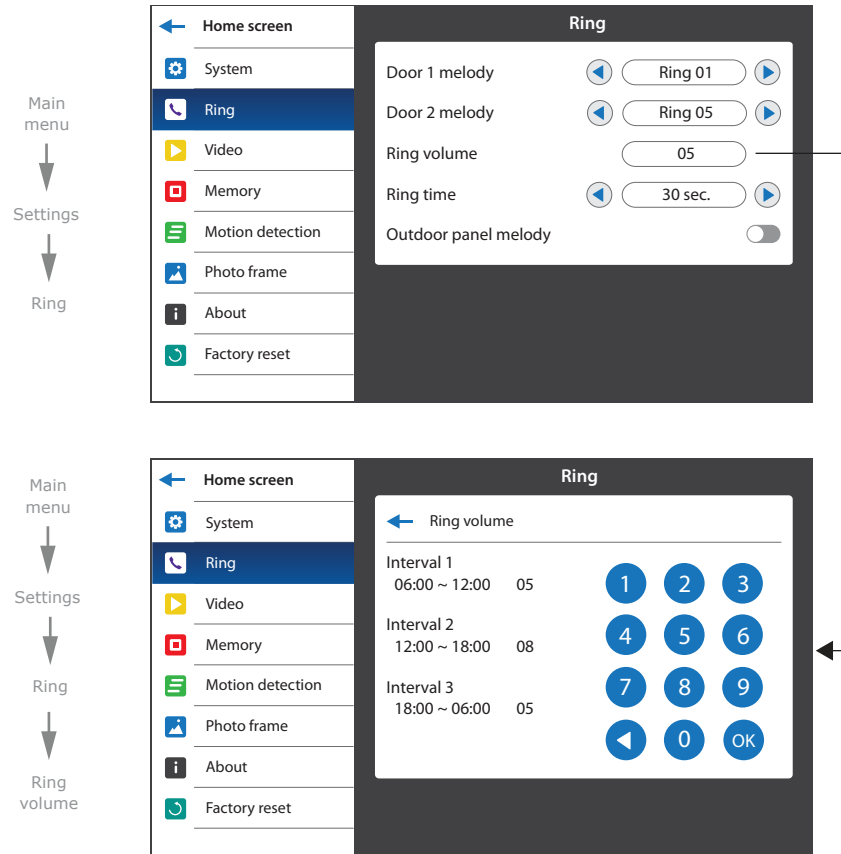 Main
menu
Settings
Ring
Home screen
System
Ring
Video
Memory
Motion detection
Photo frame
About
Factory reset
Ring
Door 1 melody Ring 01
Door 2 melody Ring 05
Ring volume 05
Ring time 30 sec.
Outdoor panel melody
Main
menu
Settings
Ring
Ring
volume
Home screen
System
Ring
Video
Memory
Motion detection
Photo frame
About
Factory reset
Ring
Ring volume
Interval 1
06:00 ~ 12:00 05
Interval 2
12:00 ~ 18:00 08
Interval 3
18:00 ~ 06:00 05
1 2 3
4 5 6
7 8 9
0 OK